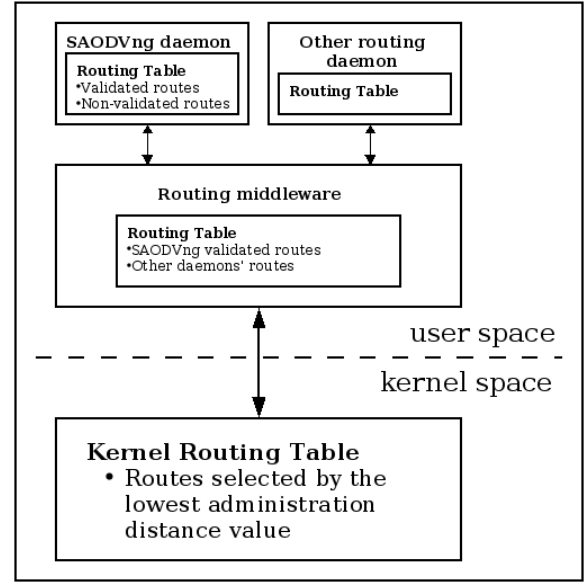 SAODVng daemon
Routing Table
•Validated routes
•Non-validated routes
Other routing
daemon
Routing Table
Routing middleware
Routing Table
•SAODVng validated routes
•Other daemons' routes
user space
kernel space
Kernel Routing Table
• Routes selected by the
lowest administration
distance value